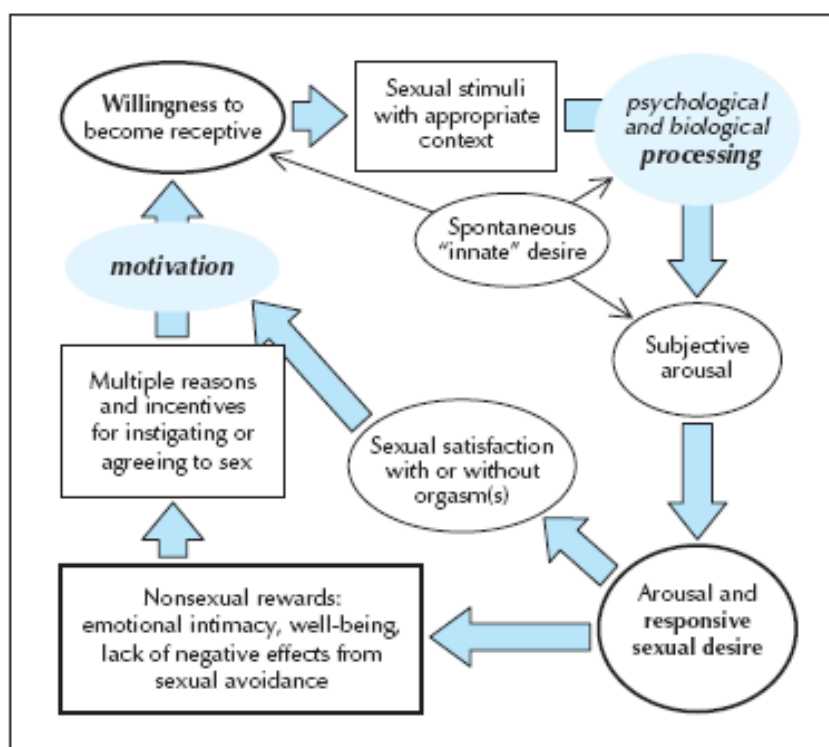 Willingness to
become receptive
Sexual stimuli
with appropriate
context
psychological
and biological
processing
Spontaneous
“innate” desire
motivation
Subjective
arousal
Multiple reasons
and incentives
for instigating or
agreeing to sex
Sexual satisfaction
with or without
orgasm(s)
Nonsexual rewards:
emotional intimacy, well-being,
lack of negative effects from
sexual avoidance
Arousal and
responsive
sexual desire